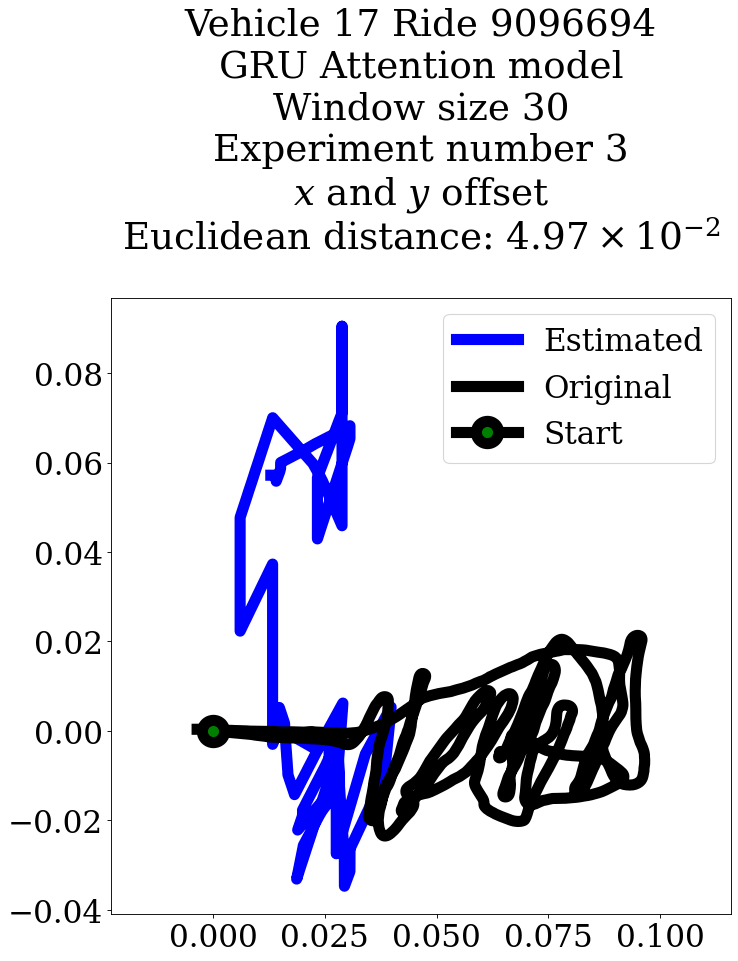 Vehicle 17 Ride 9096694
GRU Attention model
Window size 30
Experiment number 3
x and y offset
Euclidean distance: 4.97 × 10⁻²
Estimated
Original
Start
0.08
0.06
0.04
0.02
0.00
−0.02
−0.04
0.000 0.025 0.050 0.075 0.100